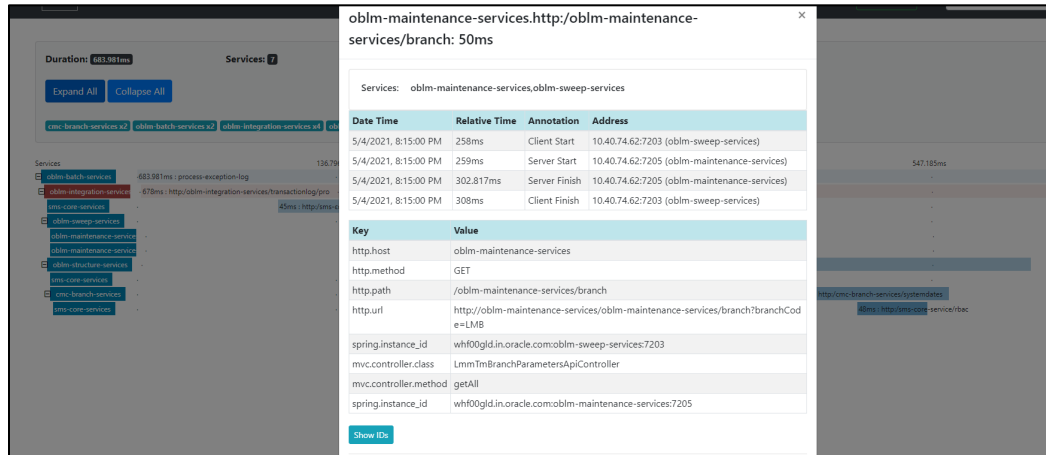 oblm-maintenance-services.http:/oblm-maintenance-
services/branch: 50ms
×
Duration: 683.981ms
Services: 7
Expand All
Collapse All
cmc-branch-services x2
oblm-batch-services x2
oblm-integration-services x4
Services: oblm-maintenance-services,oblm-sweep-services
Date Time Relative Time Annotation Address
5/4/2021, 8:15:00 PM 258ms Client Start 10.40.74.62:7203 (oblm-sweep-services)
5/4/2021, 8:15:00 PM 259ms Server Start 10.40.74.62:7205 (oblm-maintenance-services)
5/4/2021, 8:15:00 PM 302.817ms Server Finish 10.40.74.62:7205 (oblm-maintenance-services)
5/4/2021, 8:15:00 PM 308ms Client Finish 10.40.74.62:7203 (oblm-sweep-services)
Key Value
http.host oblm-maintenance-services
http.method GET
http.path /oblm-maintenance-services/branch
http.url http://oblm-maintenance-services/oblm-maintenance-services/branch?branchCod
e=LMB
spring.instance_id whf00gld.in.oracle.com:oblm-sweep-services:7203
mvc.controller.class LmmTmBranchParametersApiController
mvc.controller.method getAll
spring.instance_id whf00gld.in.oracle.com:oblm-maintenance-services:7205
Show IDs
Services 547.185ms
oblm-batch-services 683.981ms : process-exception-log
oblm-integration-services 678ms : http:/oblm-integration-services/transactionlog/pro
sms-core-services
oblm-sweep-services
oblm-maintenance-service
oblm-maintenance-service
oblm-structure-services
sms-core-services
cmc-branch-services http:/cmc-branch-services/systemdates
sms-core-services 40ms : http:/sms-core-service/rbac